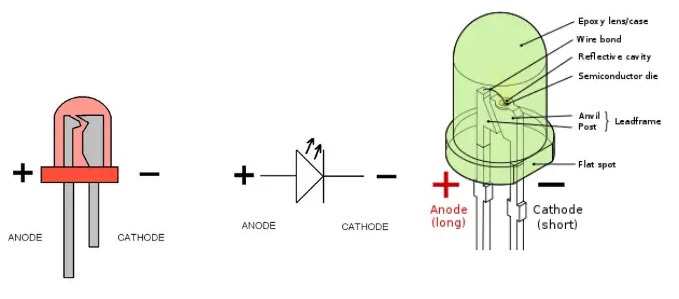 +
−
ANODE
CATHODE
+
−
ANODE
CATHODE
Epoxy lens/case
Wire bond
Reflective cavity
Semiconductor die
Anvil
Post
} Leadframe
Flat spot
+
−
Anode
(long)
Cathode
(short)